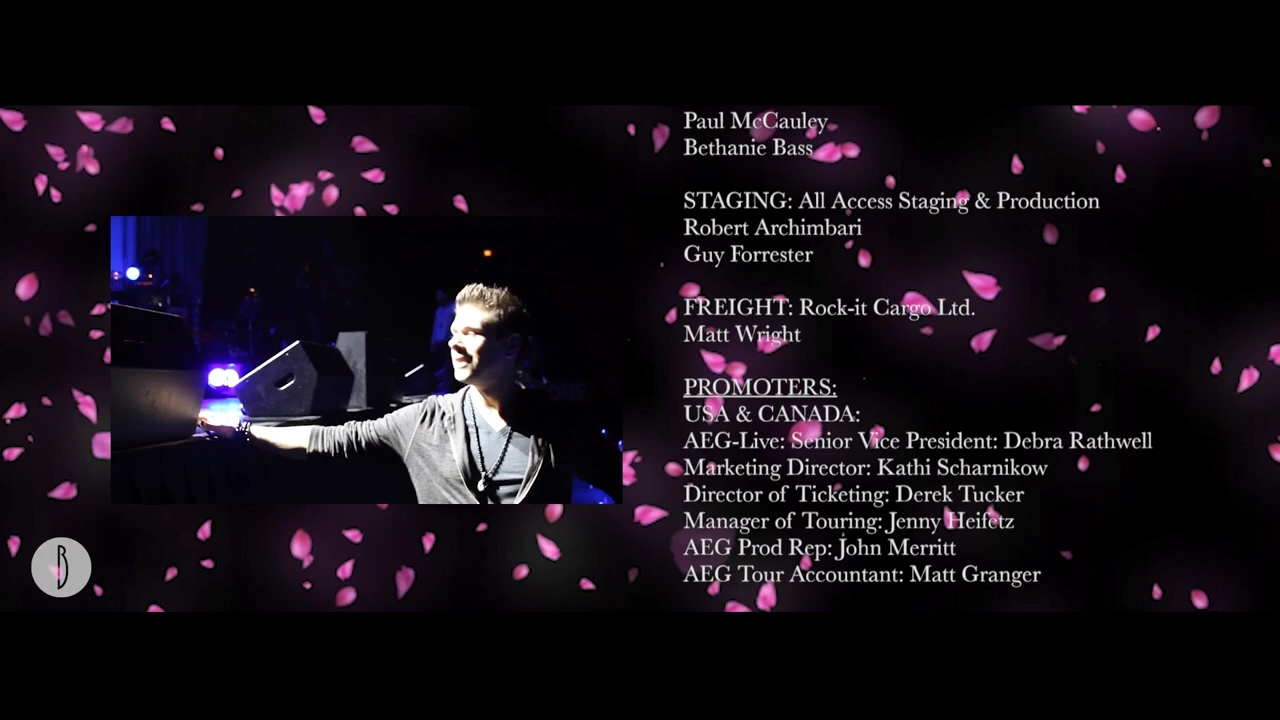 Paul McCauley
Bethanie Bass
STAGING: All Access Staging & Production
Robert Archimbari
Guy Forrester
FREIGHT: Rock-it Cargo Ltd.
Matt Wright
PROMOTERS:
USA & CANADA:
AEG-Live: Senior Vice President: Debra Rathwell
Marketing Director: Kathi Scharnikow
Director of Ticketing: Derek Tucker
Manager of Touring: Jenny Heifetz
AEG Prod Rep: John Merritt
AEG Tour Accountant: Matt Granger
B